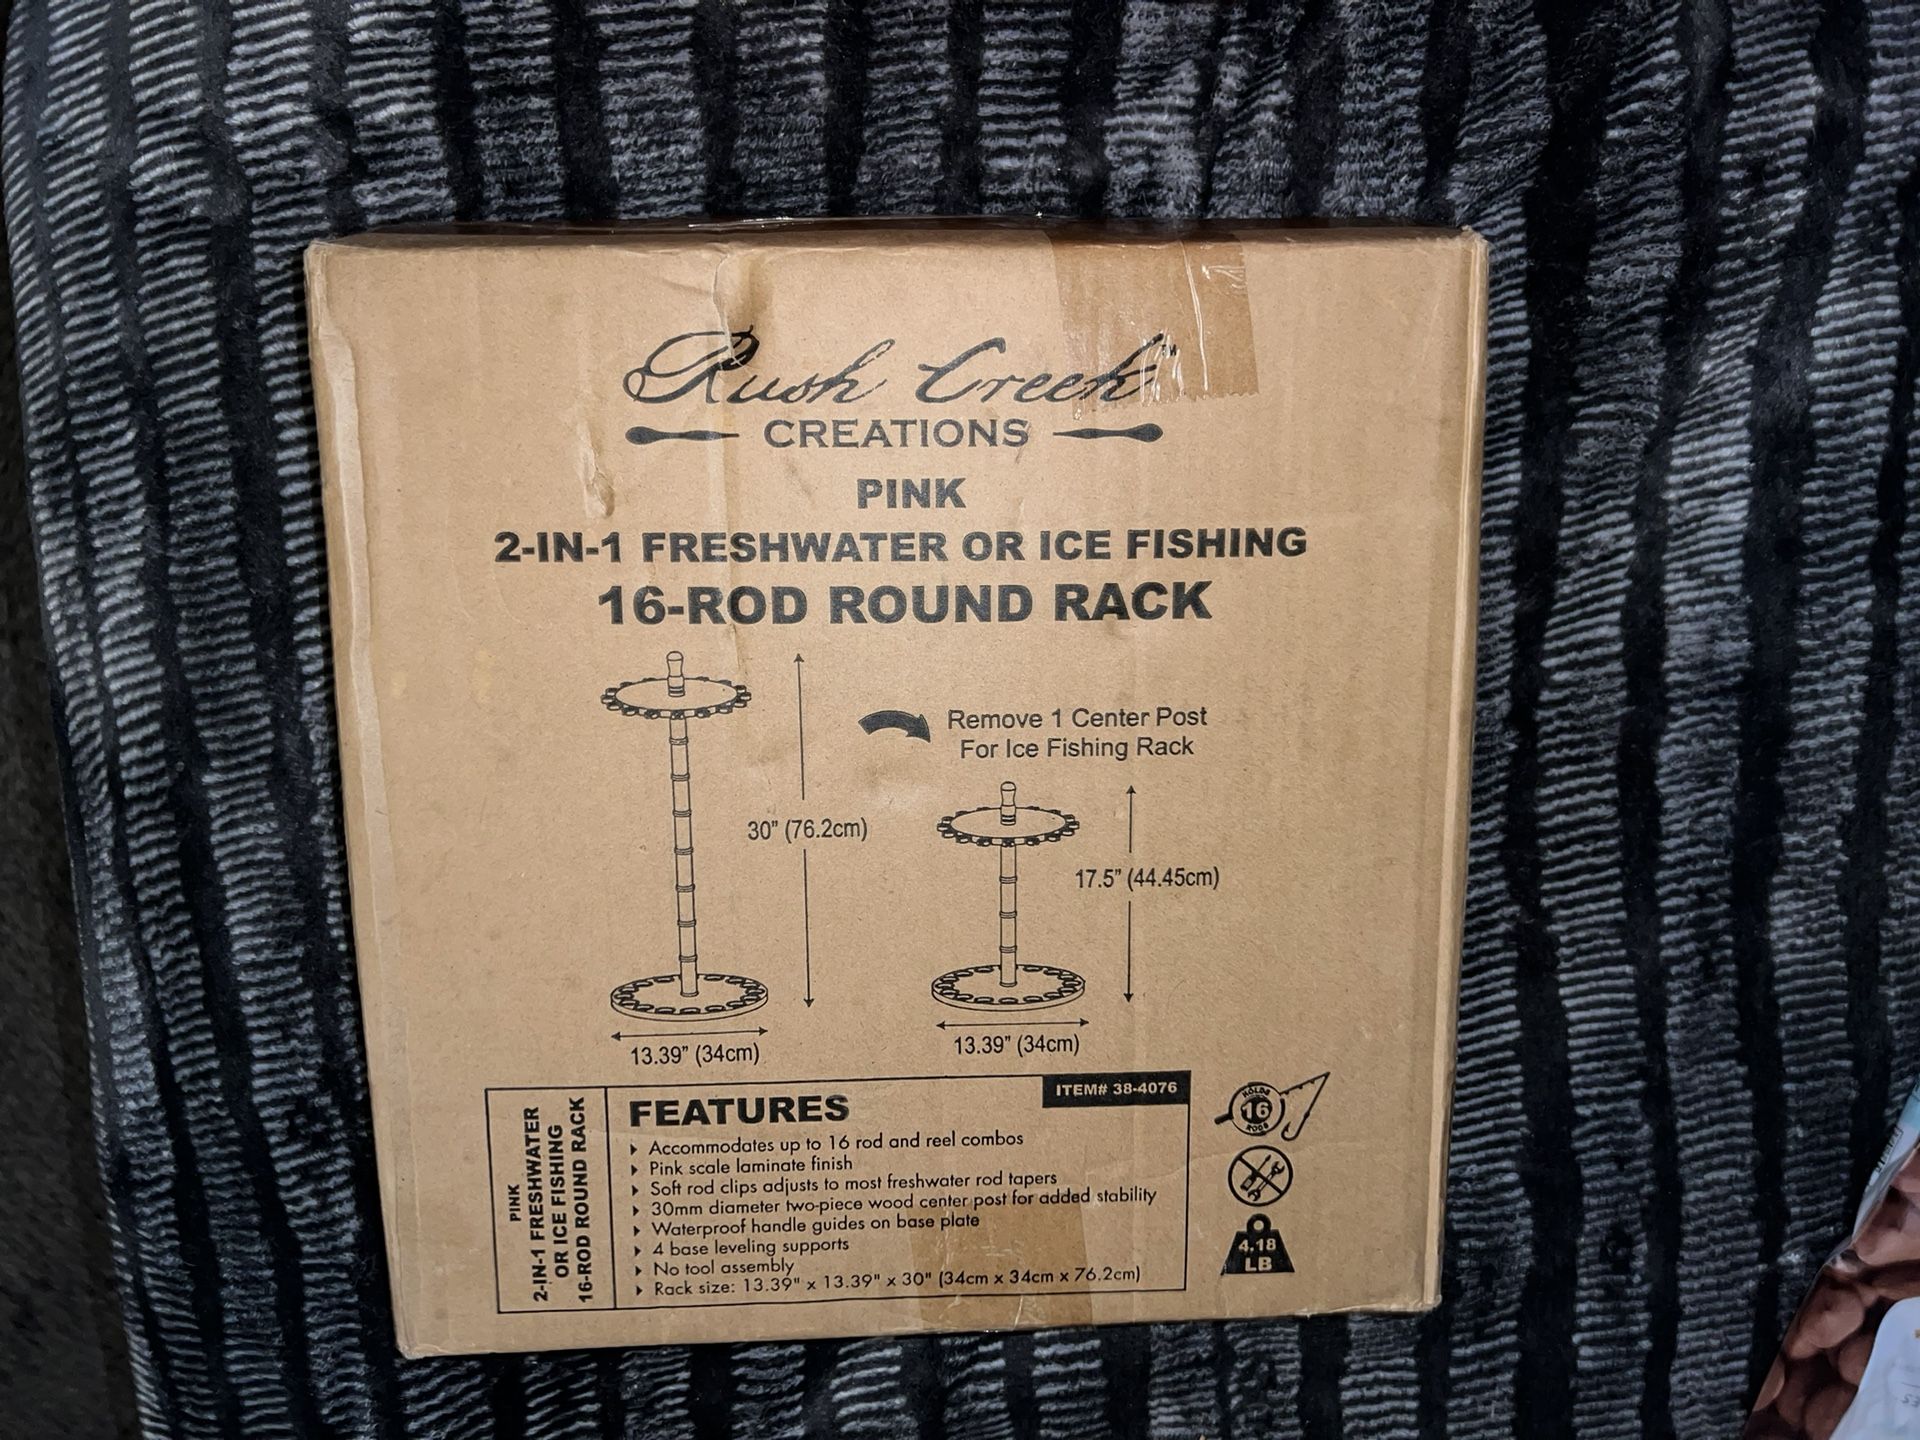 Rush Creek™
CREATIONS
PINK
2-IN-1 FRESHWATER OR ICE FISHING
16-ROD ROUND RACK
Remove 1 Center Post
For Ice Fishing Rack
30" (76.2cm)
17.5" (44.45cm)
13.39" (34cm)
13.39" (34cm)
PINK
2-IN-1 FRESHWATER
OR ICE FISHING
16-ROD ROUND RACK
ITEM# 38-4076
FEATURES
Accommodates up to 16 rod and reel combos
Pink scale laminate finish
Soft rod clips adjusts to most freshwater rod tapers
30mm diameter two-piece wood center post for added stability
Waterproof handle guides on base plate
4 base leveling supports
No tool assembly
Rack size: 13.39" x 13.39" x 30" (34cm x 34cm x 76.2cm)
HOLDS
16
RODS
4.18
LB